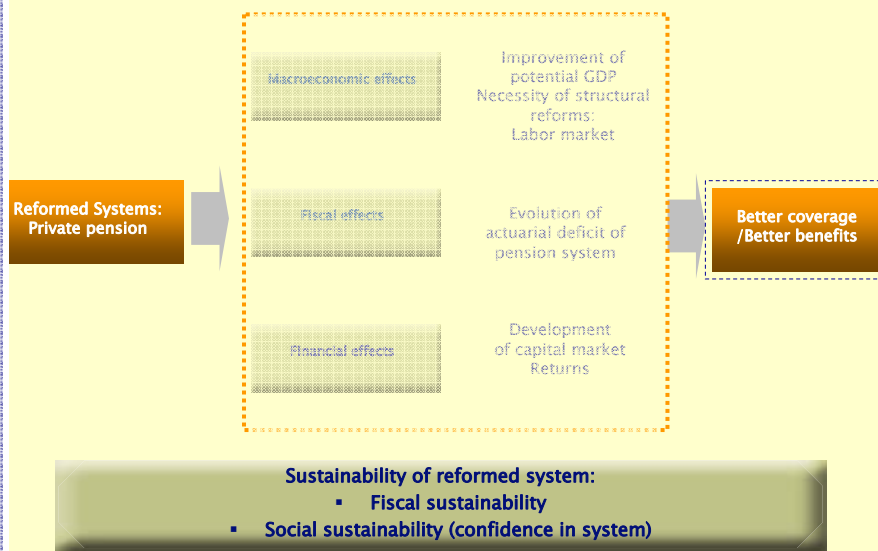 Macroeconomic effects
Improvement of
potential GDP
Necessity of structural
reforms:
Labor market
Reformed Systems:
Private pension
Fiscal effects
Evolution of
actuarial deficit of
pension system
Better coverage
/Better benefits
Financial effects
Development
of capital market
Returns
Sustainability of reformed system:
▪ Fiscal sustainability
▪ Social sustainability (confidence in system)